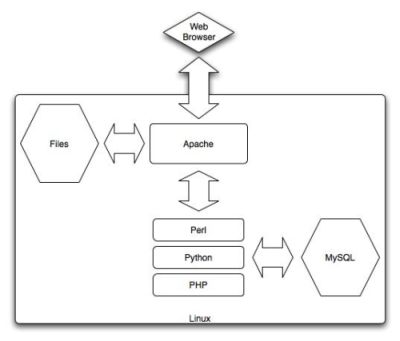 Web
Browser
Files
Apache
Perl
Python
MySQL
PHP
Linux